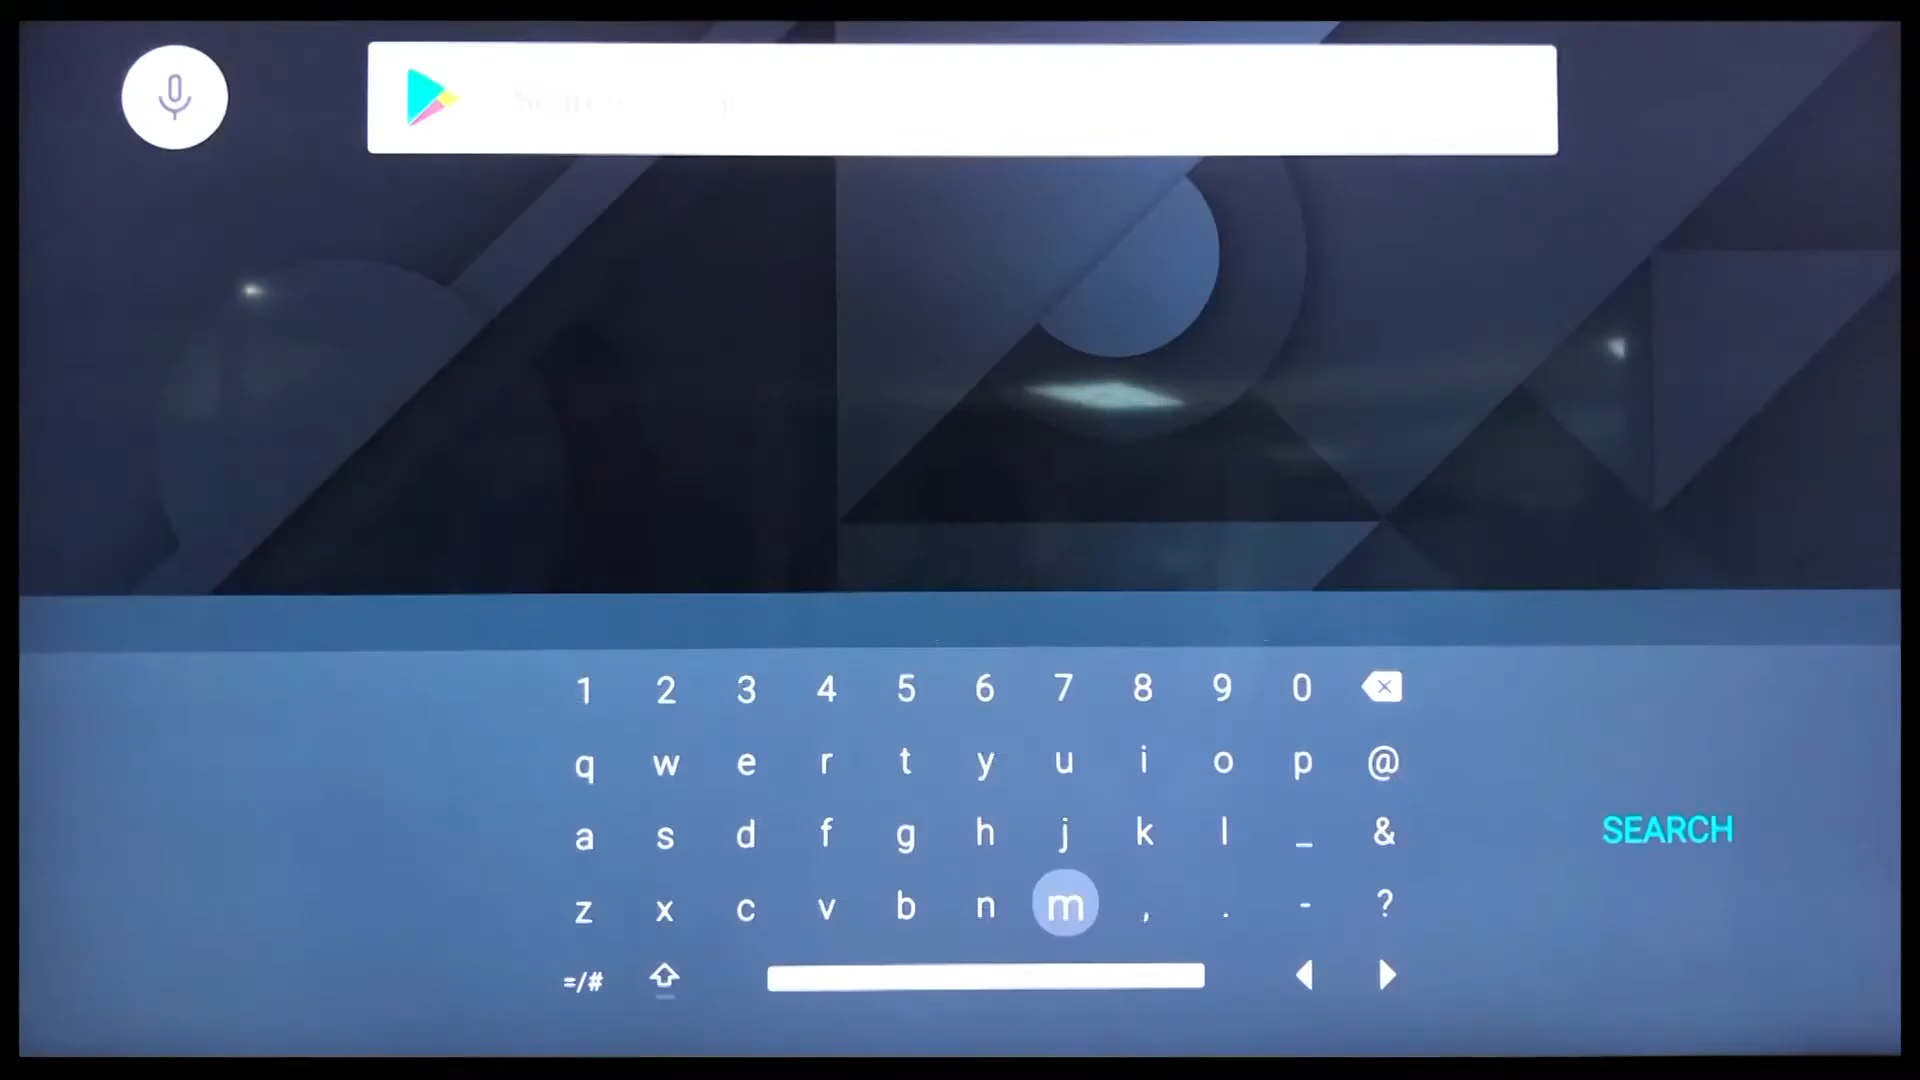 1 2 3 4 5 6 7 8 9 0
q w e r t y u i o p @
a s d f g h j k l _ &
SEARCH
z x c v b n m , . - ?
=/#